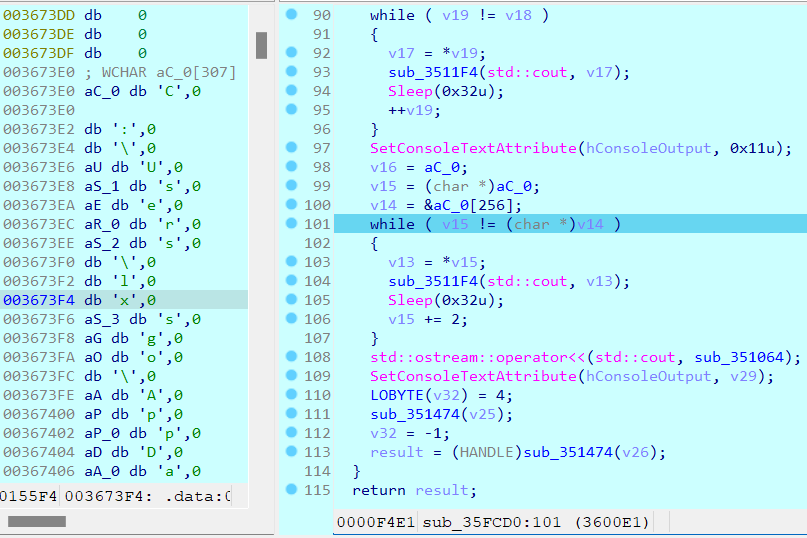 003673DD db    0
003673DE db    0
003673DF db    0
003673E0 ; WCHAR aC_0[307]
003673E0 aC_0 db 'C',0
003673E0
003673E2 db ':',0
003673E4 db '\',0
003673E6 aU db 'U',0
003673E8 aS_1 db 's',0
003673EA aE db 'e',0
003673EC aR_0 db 'r',0
003673EE aS_2 db 's',0
003673F0 db '\',0
003673F2 db 'l',0
003673F4 db 'x',0
003673F6 aS_3 db 's',0
003673F8 aG db 'g',0
003673FA aO db 'o',0
003673FC db '\',0
003673FE aA db 'A',0
00367400 aP db 'p',0
00367402 aP_0 db 'p',0
00367404 aD db 'D',0
00367406 aA_0 db 'a',0
0155F4 003673F4: .data:0
90 while ( v19 != v18 )
91 {
92 v17 = *v19;
93 sub_3511F4(std::cout, v17);
94 Sleep(0x32u);
95 ++v19;
96 }
97 SetConsoleTextAttribute(hConsoleOutput, 0x11u);
98 v16 = aC_0;
99 v15 = (char *)aC_0;
100 v14 = &aC_0[256];
101 while ( v15 != (char *)v14 )
102 {
103 v13 = *v15;
104 sub_3511F4(std::cout, v13);
105 Sleep(0x32u);
106 v15 += 2;
107 }
108 std::ostream::operator<<(std::cout, sub_351064);
109 SetConsoleTextAttribute(hConsoleOutput, v29);
110 LOBYTE(v32) = 4;
111 sub_351474(v25);
112 v32 = -1;
113 result = (HANDLE)sub_351474(v26);
114 }
115 return result;
0000F4E1 sub_35FCD0:101 (3600E1)